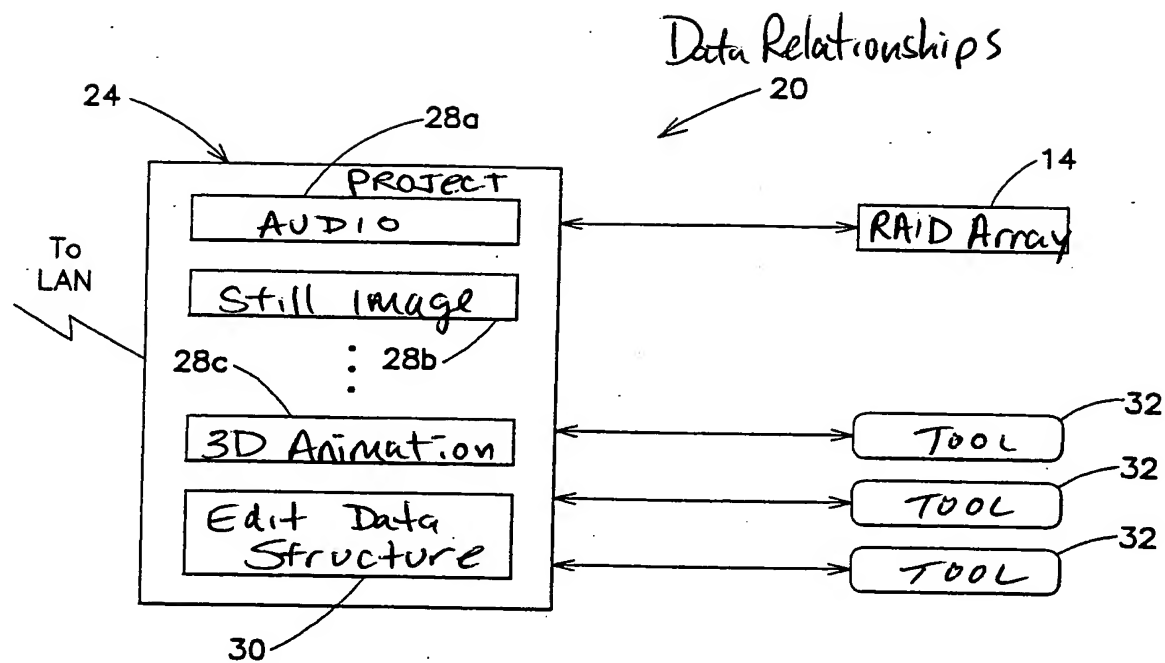 Data Relationships
20
24
28a
14
PROJECT
AUDIO
RAID Array
To
LAN
Still Image
28b
28c
3D Animation
TOOL
32
Edit Data
Structure
TOOL
32
TOOL
32
30